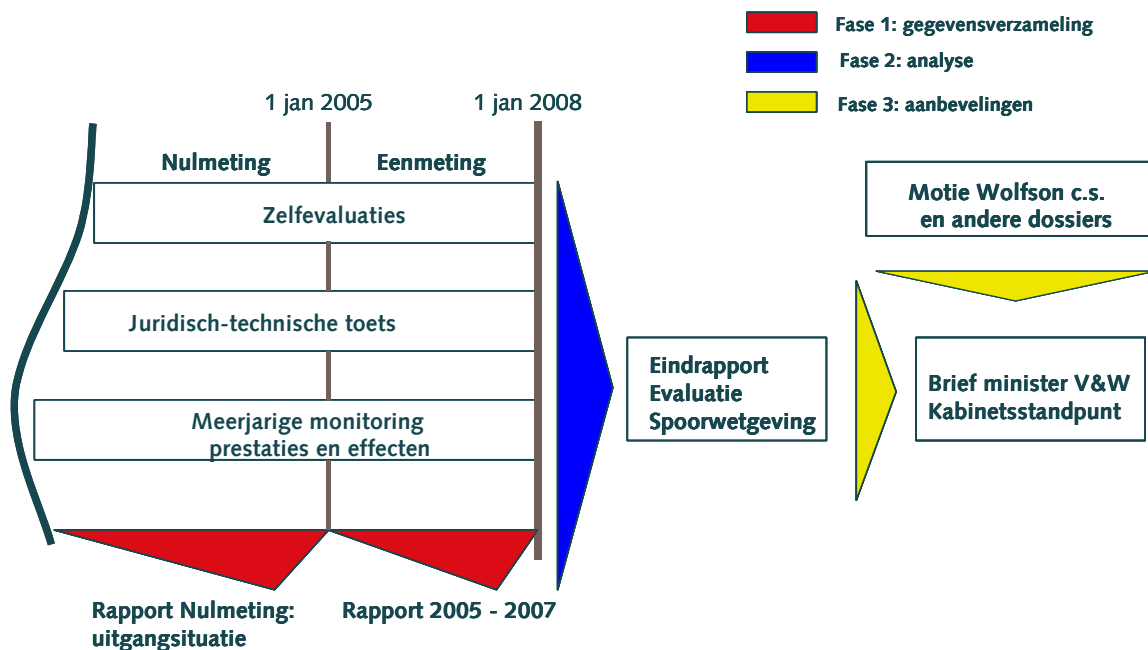 Fase 1: gegevensverzameling
Fase 2: analyse
Fase 3: aanbevelingen
1 jan 2005
1 jan 2008
Nulmeting
Eenmeting
Zelfevaluaties
Juridisch-technische toets
Meerjarige monitoring
prestaties en effecten
Rapport Nulmeting:
uitgangsituatie
Rapport 2005 - 2007
Eindrapport
Evaluatie
Spoorwetgeving
Motie Wolfson c.s.
en andere dossiers
Brief minister V&W
Kabinetsstandpunt